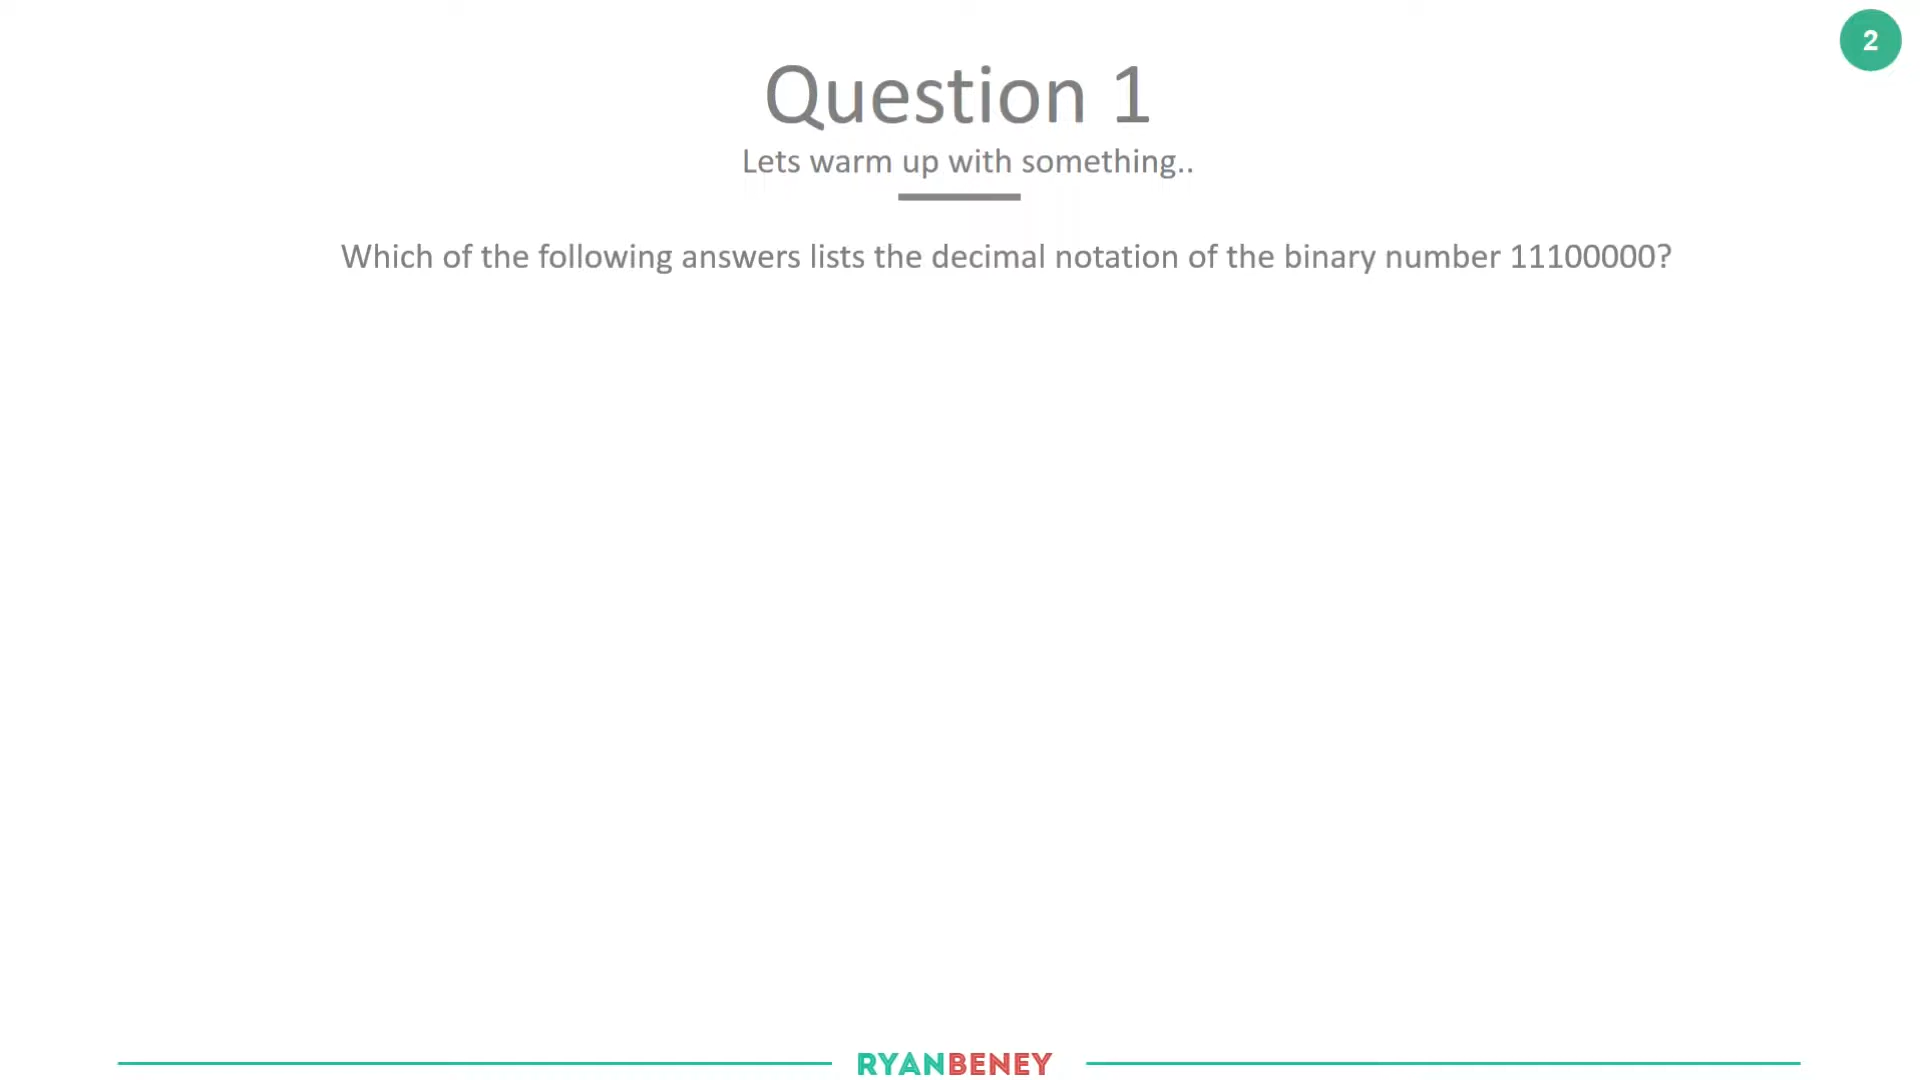 2
Question 1
Lets warm up with something..
Which of the following answers lists the decimal notation of the binary number 11100000?
RYANBENEY